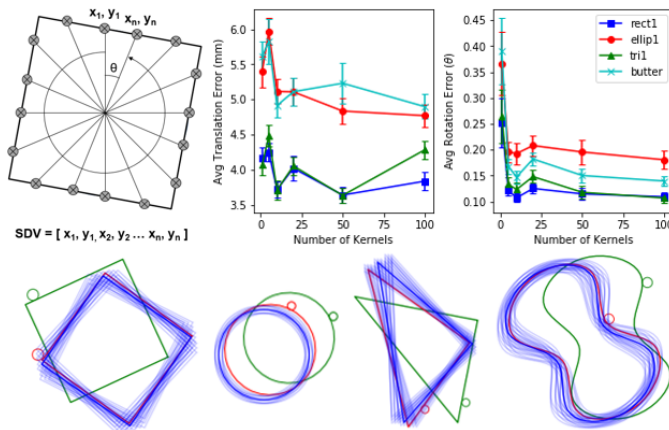 x₁, y₁
xₙ, yₙ
θ
SDV = [ x₁, y₁, x₂, y₂ ... xₙ, yₙ ]
Avg Translation Error (mm)
6.0
5.5
5.0
4.5
4.0
3.5
0 25 50 75 100
Number of Kernels
Avg Rotation Error (θ)
0.45
0.40
0.35
0.30
0.25
0.20
0.15
0.10
0 25 50 75 100
Number of Kernels
rect1
ellip1
tri1
butter